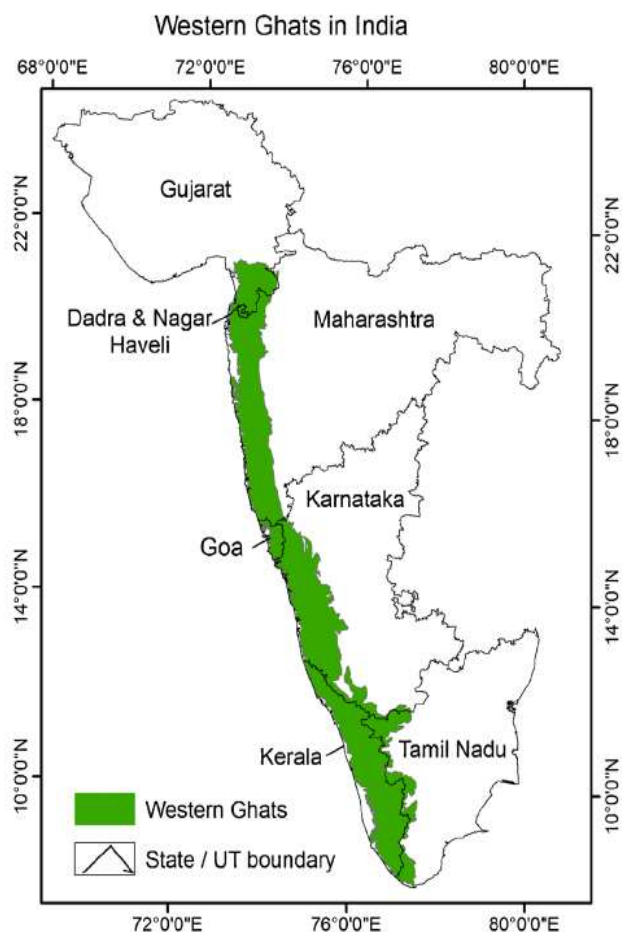 Western Ghats in India
68°0'0"E 72°0'0"E 76°0'0"E 80°0'0"E
22°0'0"N
18°0'0"N
14°0'0"N
10°0'0"N
Gujarat
Dadra & Nagar
Haveli
Maharashtra
Karnataka
Goa
Kerala
Tamil Nadu
Western Ghats
State / UT boundary
22°0'0"N
18°0'0"N
14°0'0"N
10°0'0"N
72°0'0"E 76°0'0"E 80°0'0"E